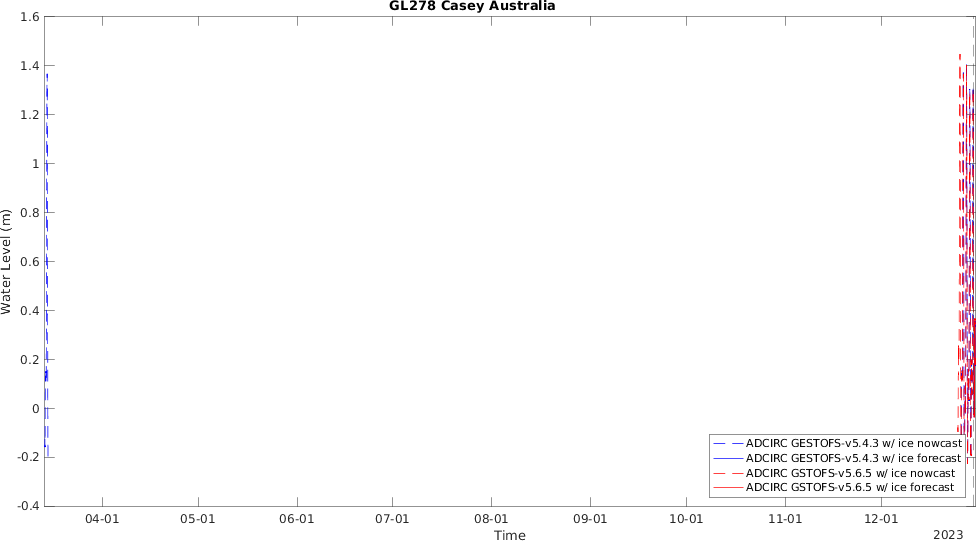 GL278 Casey Australia
1.6
1.4
1.2
1
0.8
0.6
0.4
0.2
0
-0.2
-0.4
Water Level (m)
ADCIRC GESTOFS-v5.4.3 w/ ice nowcast
ADCIRC GESTOFS-v5.4.3 w/ ice forecast
ADCIRC GSTOFS-v5.6.5 w/ ice nowcast
ADCIRC GSTOFS-v5.6.5 w/ ice forecast
04-01 05-01 06-01 07-01 08-01 09-01 10-01 11-01 12-01
Time
2023